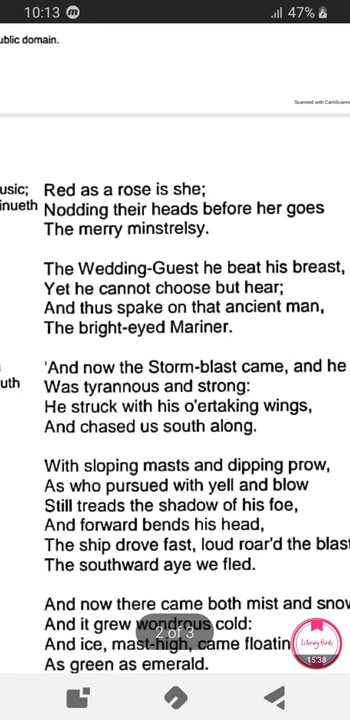 10:13 m 47%
ublic domain.
Scanned with CamScanne
usic; Red as a rose is she;
inueth Nodding their heads before her goes
The merry minstrelsy.
The Wedding-Guest he beat his breast,
Yet he cannot choose but hear;
And thus spake on that ancient man,
The bright-eyed Mariner.
'And now the Storm-blast came, and he
uth Was tyrannous and strong:
He struck with his o'ertaking wings,
And chased us south along.
With sloping masts and dipping prow,
As who pursued with yell and blow
Still treads the shadow of his foe,
And forward bends his head,
The ship drove fast, loud roar'd the blast
The southward aye we fled.
And now there came both mist and snow
And it grew wondrous cold:
2 of 3
And ice, mast-high, came floatin
Literary Birds
15:38
As green as emerald.